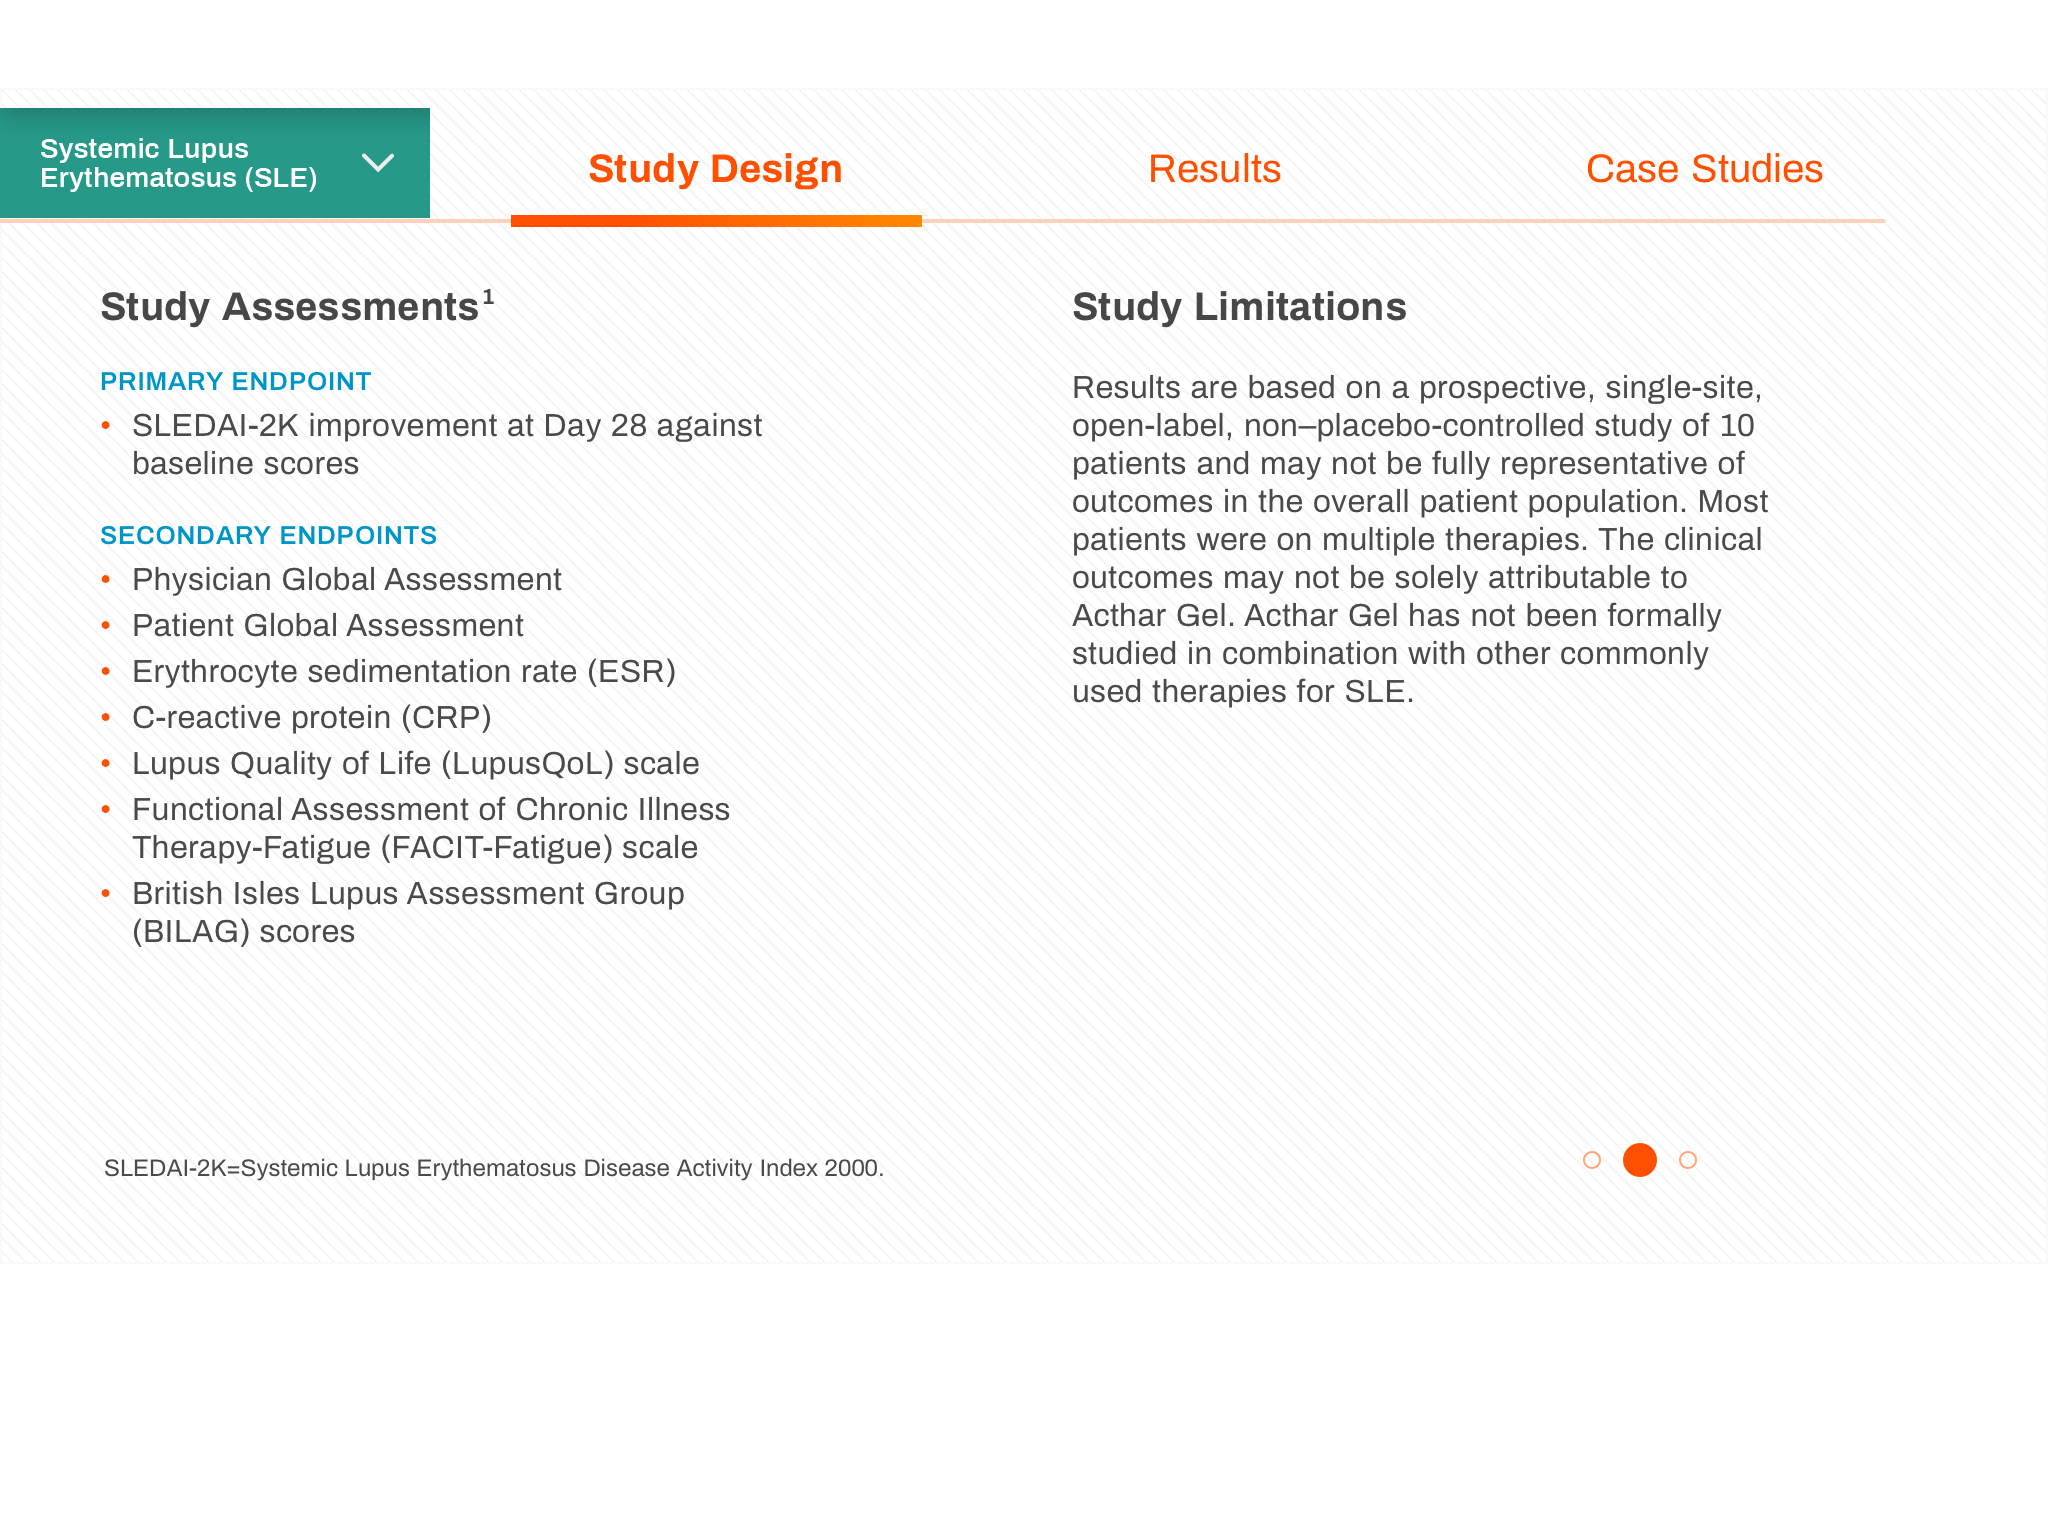 Systemic Lupus
Erythematosus (SLE)
Study Design
Results
Case Studies
Study Assessments¹
PRIMARY ENDPOINT
• SLEDAI-2K improvement at Day 28 against
baseline scores
SECONDARY ENDPOINTS
• Physician Global Assessment
• Patient Global Assessment
• Erythrocyte sedimentation rate (ESR)
• C-reactive protein (CRP)
• Lupus Quality of Life (LupusQoL) scale
• Functional Assessment of Chronic Illness
Therapy-Fatigue (FACIT-Fatigue) scale
• British Isles Lupus Assessment Group
(BILAG) scores
Study Limitations
Results are based on a prospective, single-site,
open-label, non–placebo-controlled study of 10
patients and may not be fully representative of
outcomes in the overall patient population. Most
patients were on multiple therapies. The clinical
outcomes may not be solely attributable to
Acthar Gel. Acthar Gel has not been formally
studied in combination with other commonly
used therapies for SLE.
SLEDAI-2K=Systemic Lupus Erythematosus Disease Activity Index 2000.